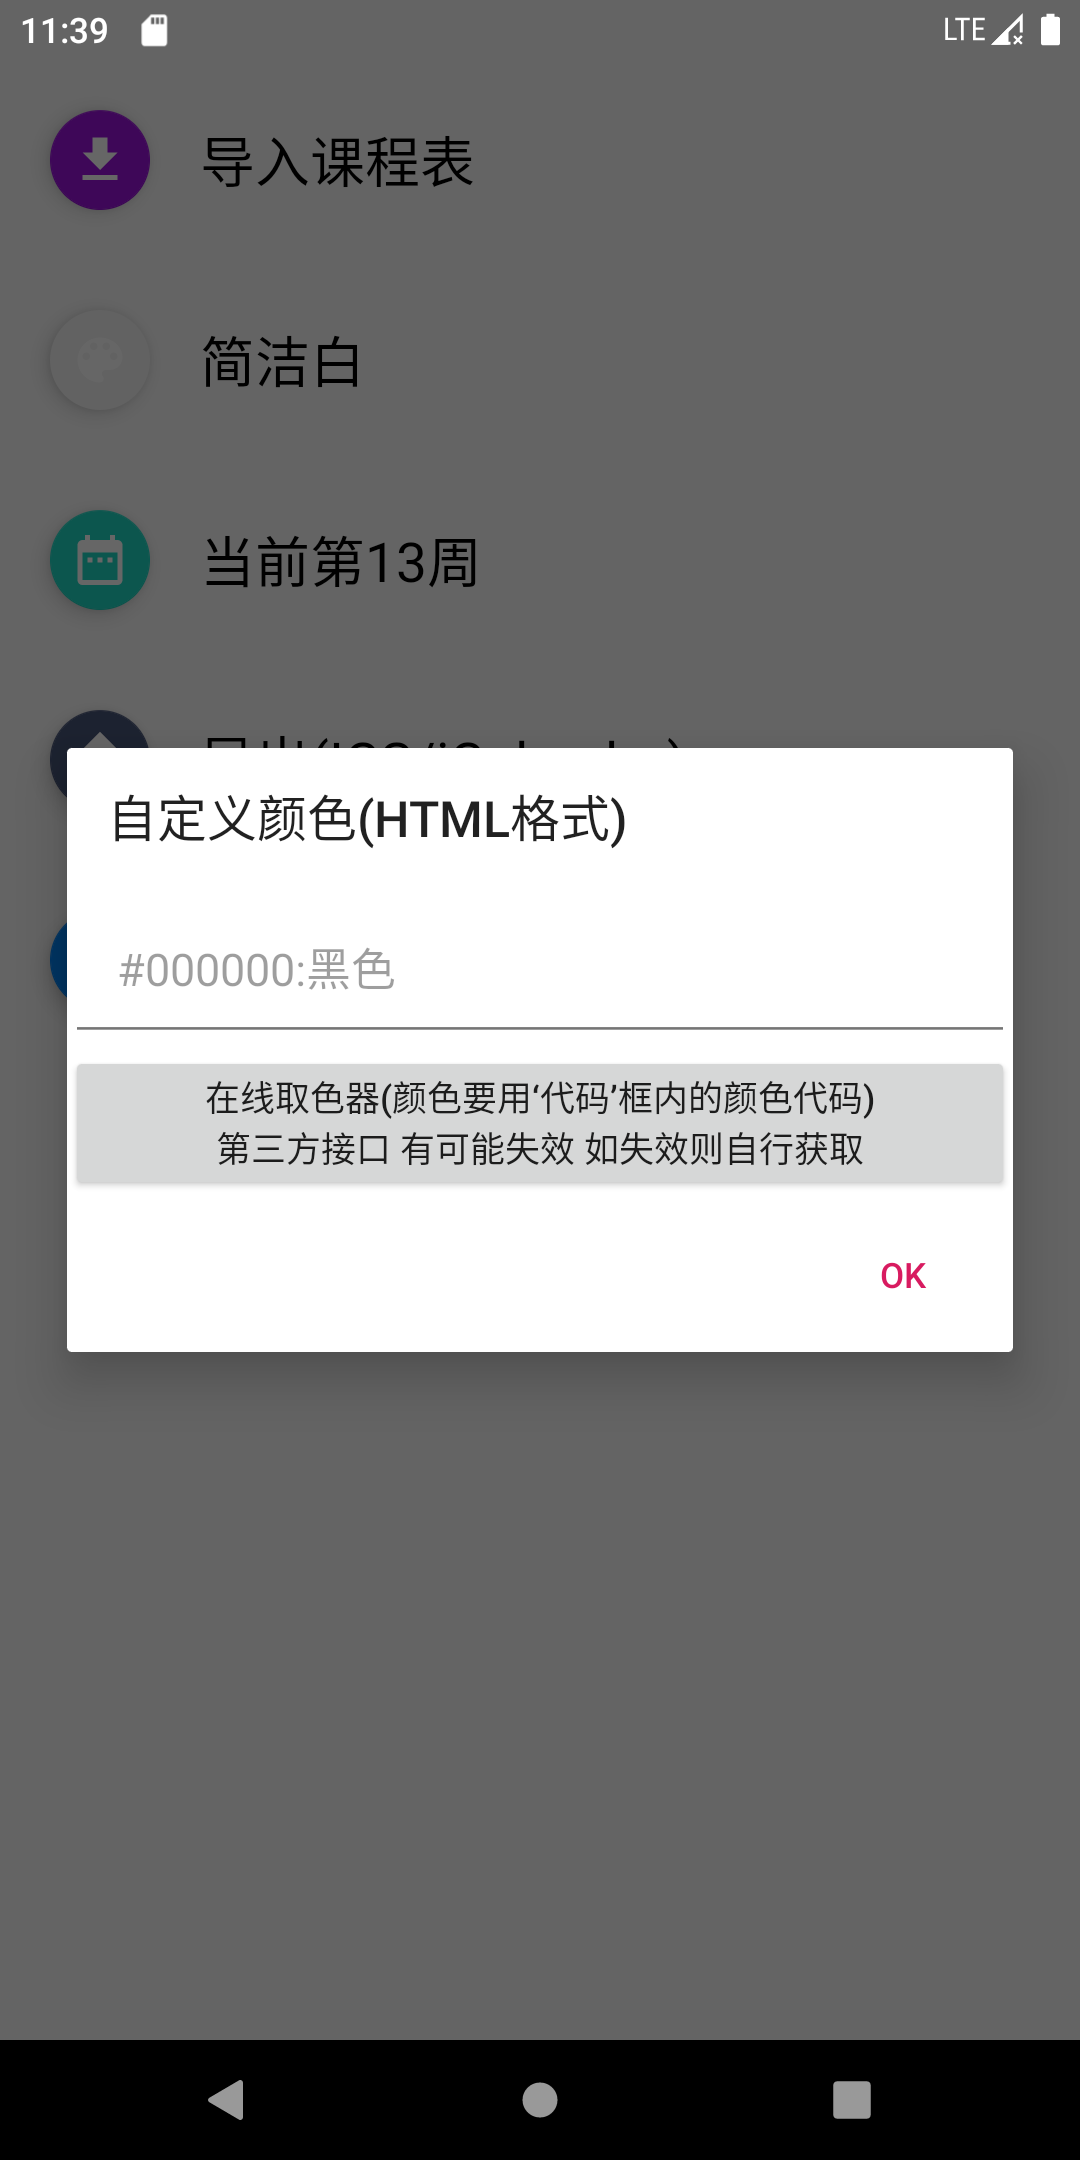 11:39
LTE
导入课程表
简洁白
当前第13周
自定义颜色(HTML格式)
#000000:黑色
在线取色器(颜色要用‘代码’框内的颜色代码)
第三方接口 有可能失效 如失效则自行获取
OK